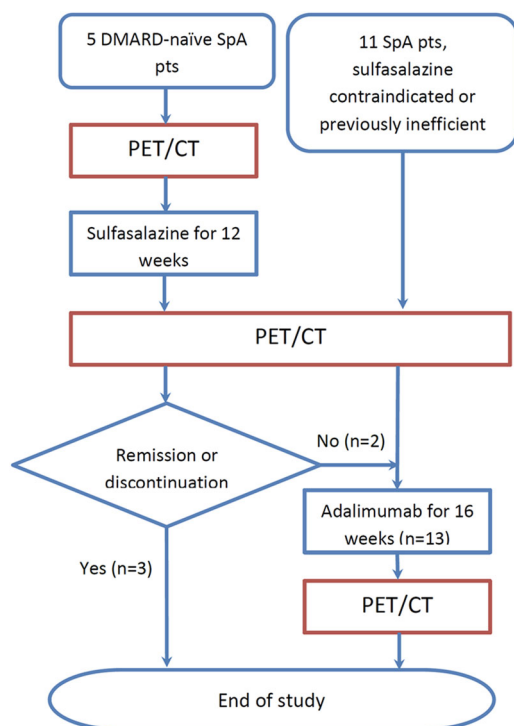 5 DMARD-naïve SpA
pts
11 SpA pts,
sulfasalazine
contraindicated or
previously inefficient
PET/CT
Sulfasalazine for 12
weeks
PET/CT
Remission or
discontinuation
No (n=2)
Adalimumab for 16
weeks (n=13)
Yes (n=3)
PET/CT
End of study